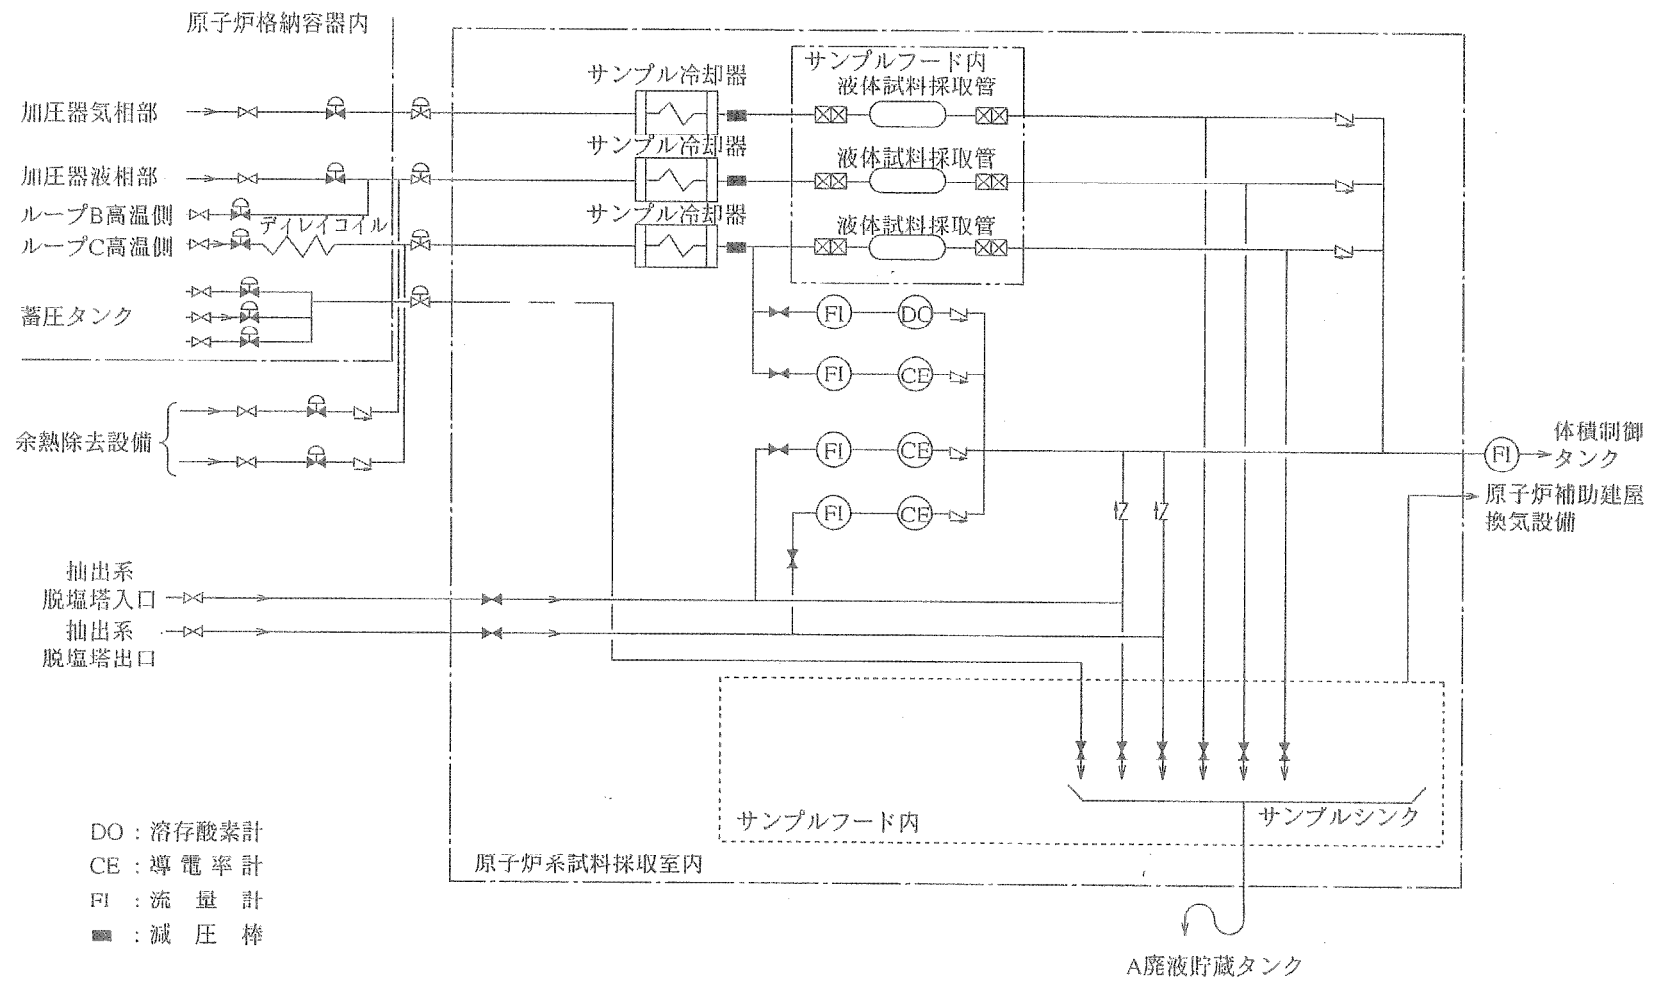 原子炉格納容器内
加圧器気相部
加圧器液相部
ループB高温側
ループC高温側
ディレイコイル
蓄圧タンク
余熱除去設備
サンプル冷却器
サンプル冷却器
サンプル冷却器
サンプルフード内
液体試料採取管
液体試料採取管
液体試料採取管
FI
DO
FI
CE
FI
CE
FI
CE
FI
体積制御
タンク
原子炉補助建屋
換気設備
抽出系
脱塩塔入口
抽出系
脱塩塔出口
サンプルフード内
サンプルシンク
原子炉系試料採取室内
A廃液貯蔵タンク
DO : 溶存酸素計
CE : 導電率計
FI : 流量計
: 減圧棒